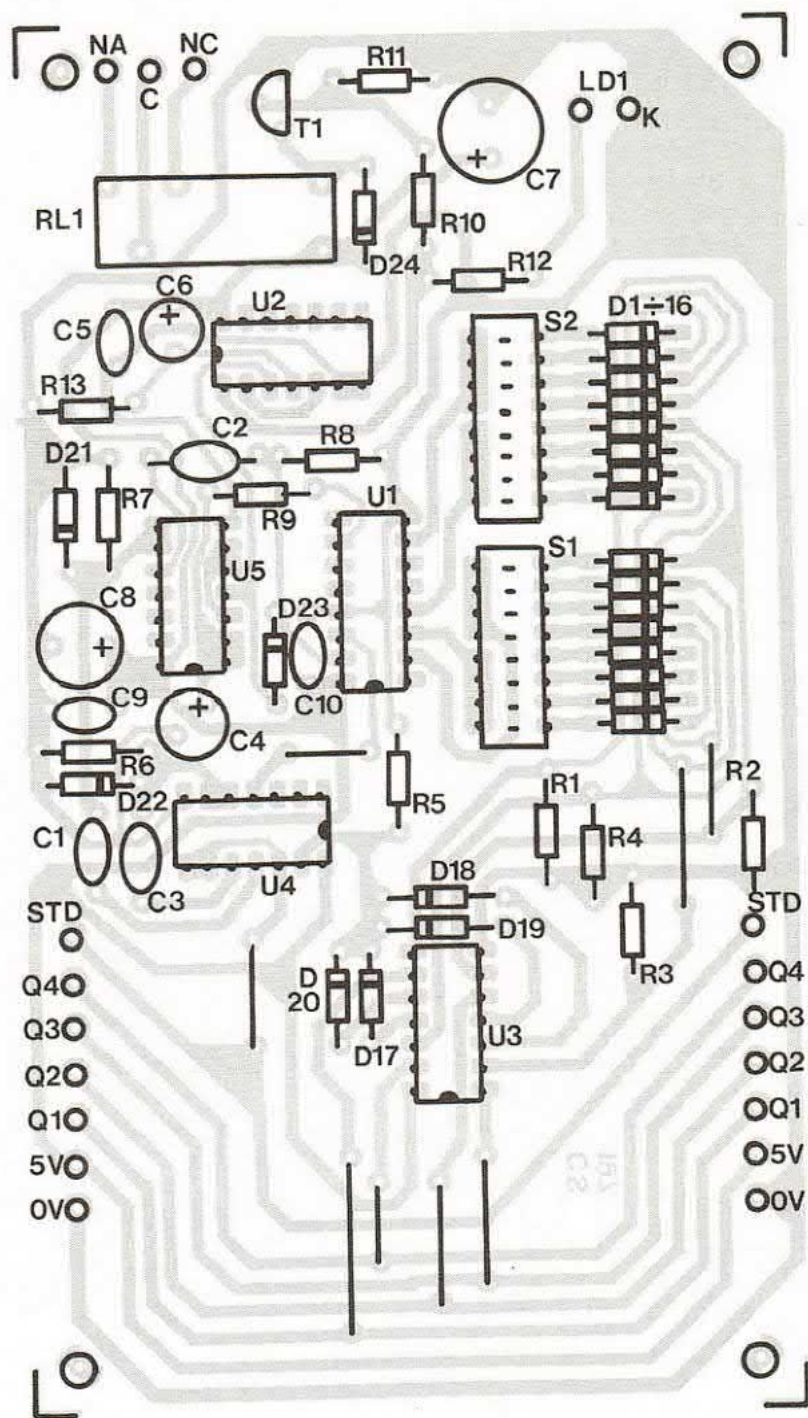 NA
C
NC
R11
T1
LD1
K
C7
RL1
R10
D24
R12
C6
U2
C5
S2
D1÷16
R13
C2
R8
D21
R7
R9
U1
U5
S1
C8
D23
C10
C9
C4
R6
D22
R5
R1
R2
R4
C1
C3
U4
D18
STD
STD
D19
R3
Q4
D
20
D17
U3
Q4
Q3
Q3
Q2
Q2
Q1
Q1
5V
5V
0V
0V